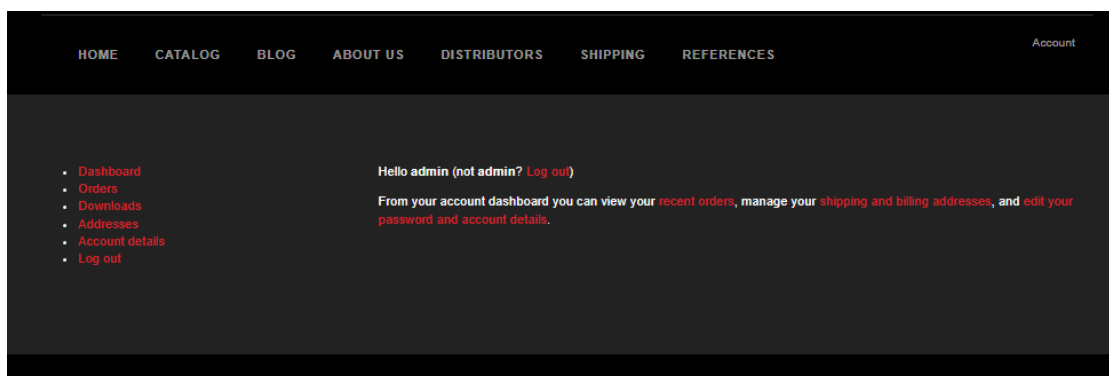 HOME CATALOG BLOG ABOUT US DISTRIBUTORS SHIPPING REFERENCES
Account
Dashboard
Orders
Downloads
Addresses
Account details
Log out
Hello admin (not admin? Log out)
From your account dashboard you can view your recent orders, manage your shipping and billing addresses, and edit your
password and account details.